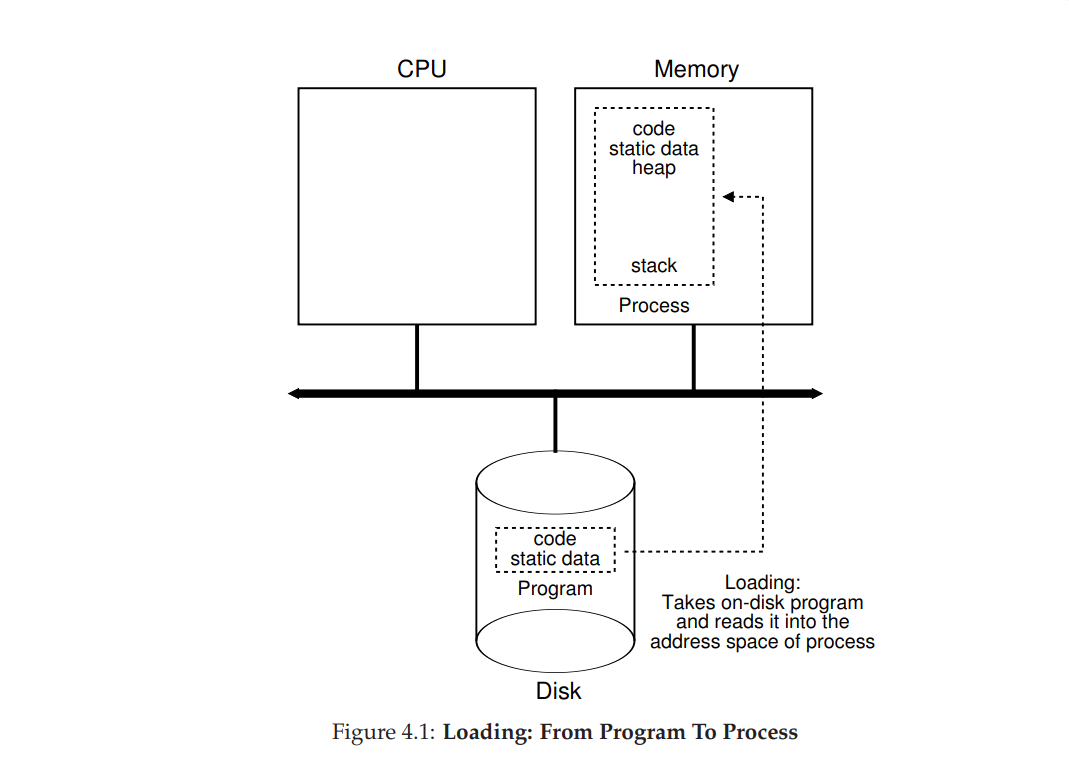 CPU
Memory
code
static data
heap
stack
Process
code
static data
Program
Loading:
Takes on-disk program
and reads it into the
address space of process
Disk
Figure 4.1: Loading: From Program To Process